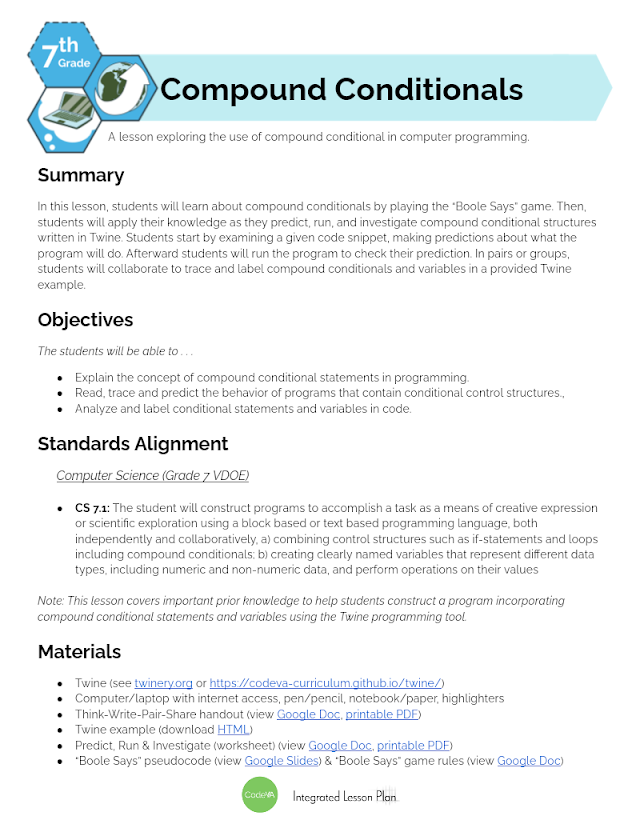 7th
Grade
Compound Conditionals
A lesson exploring the use of compound conditional in computer programming.
Summary
In this lesson, students will learn about compound conditionals by playing the “Boole Says” game. Then,
students will apply their knowledge as they predict, run, and investigate compound conditional structures
written in Twine. Students start by examining a given code snippet, making predictions about what the
program will do. Afterward students will run the program to check their prediction. In pairs or groups,
students will collaborate to trace and label compound conditionals and variables in a provided Twine
example.
Objectives
The students will be able to . . .
● Explain the concept of compound conditional statements in programming.
● Read, trace and predict the behavior of programs that contain conditional control structures.,
● Analyze and label conditional statements and variables in code.
Standards Alignment
Computer Science (Grade 7 VDOE)
● CS 7.1: The student will construct programs to accomplish a task as a means of creative expression
or scientific exploration using a block based or text based programming language, both
independently and collaboratively, a) combining control structures such as if-statements and loops
including compound conditionals; b) creating clearly named variables that represent different data
types, including numeric and non-numeric data, and perform operations on their values
Note: This lesson covers important prior knowledge to help students construct a program incorporating
compound conditional statements and variables using the Twine programming tool.
Materials
● Twine (see twinery.org or https://codeva-curriculum.github.io/twine/)
● Computer/laptop with internet access, pen/pencil, notebook/paper, highlighters
● Think-Write-Pair-Share handout (view Google Doc, printable PDF)
● Twine example (download HTML)
● Predict, Run & Investigate (worksheet) (view Google Doc, printable PDF)
● “Boole Says” pseudocode (view Google Slides) & “Boole Says” game rules (view Google Doc)
CodeVA Integrated Lesson Plan